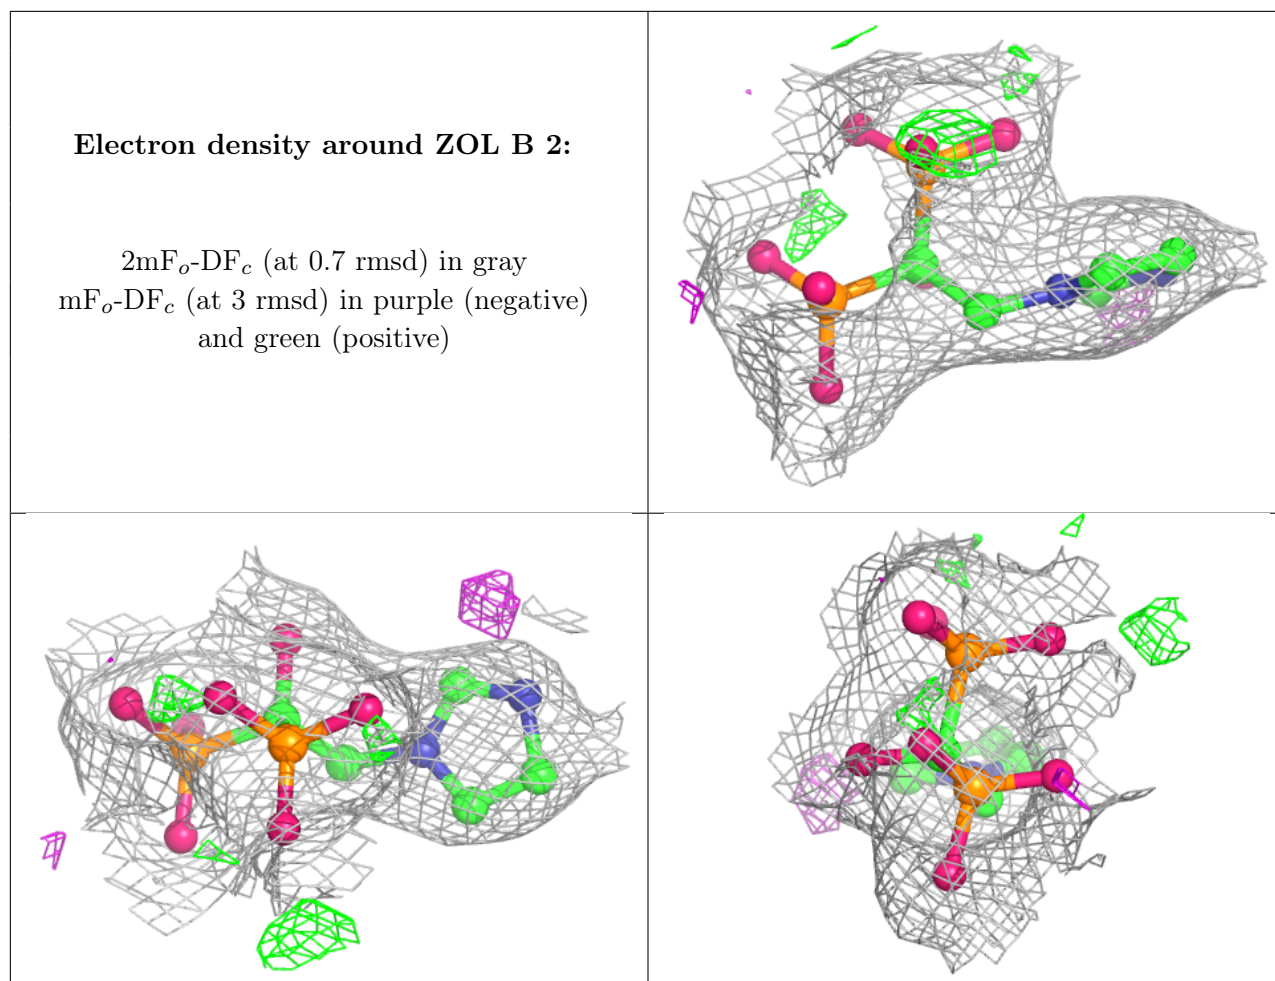 Electron density around ZOL B 2:
2mFo-DFc (at 0.7 rmsd) in gray
mFo-DFc (at 3 rmsd) in purple (negative)
and green (positive)